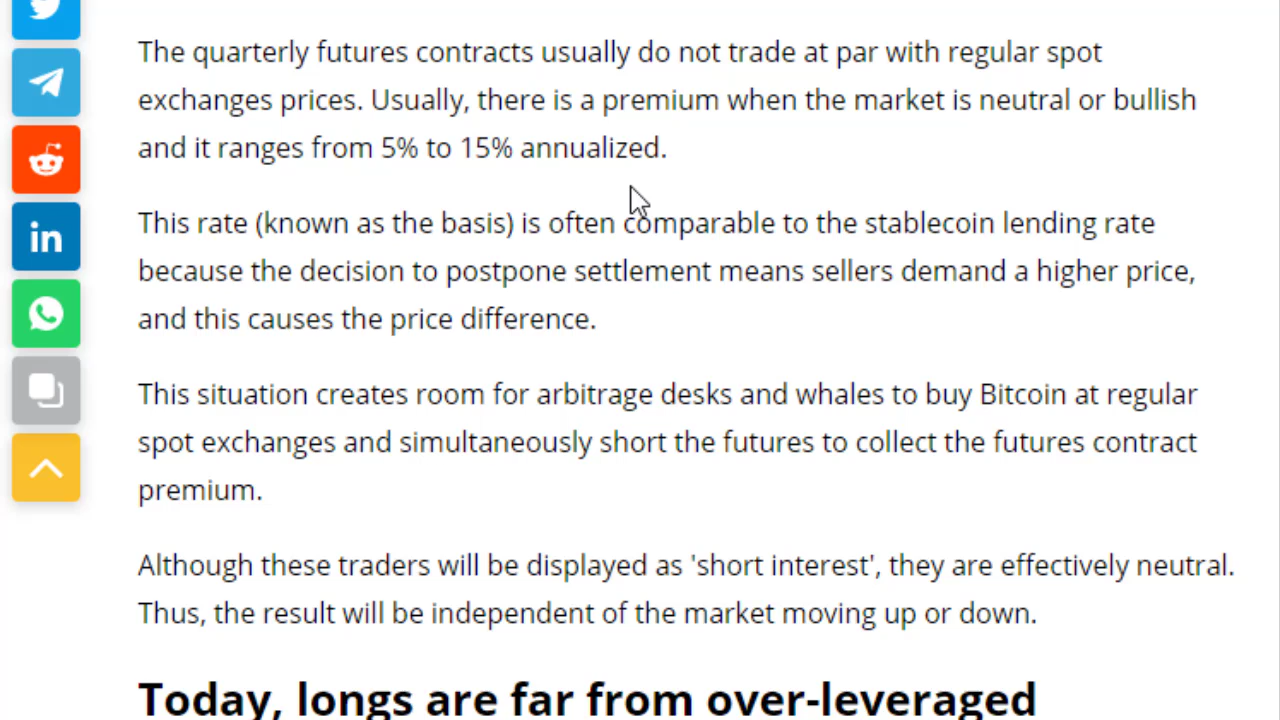 The quarterly futures contracts usually do not trade at par with regular spot
exchanges prices. Usually, there is a premium when the market is neutral or bullish
and it ranges from 5% to 15% annualized.
This rate (known as the basis) is often comparable to the stablecoin lending rate
because the decision to postpone settlement means sellers demand a higher price,
and this causes the price difference.
This situation creates room for arbitrage desks and whales to buy Bitcoin at regular
spot exchanges and simultaneously short the futures to collect the futures contract
premium.
Although these traders will be displayed as 'short interest', they are effectively neutral.
Thus, the result will be independent of the market moving up or down.
Today, longs are far from over-leveraged